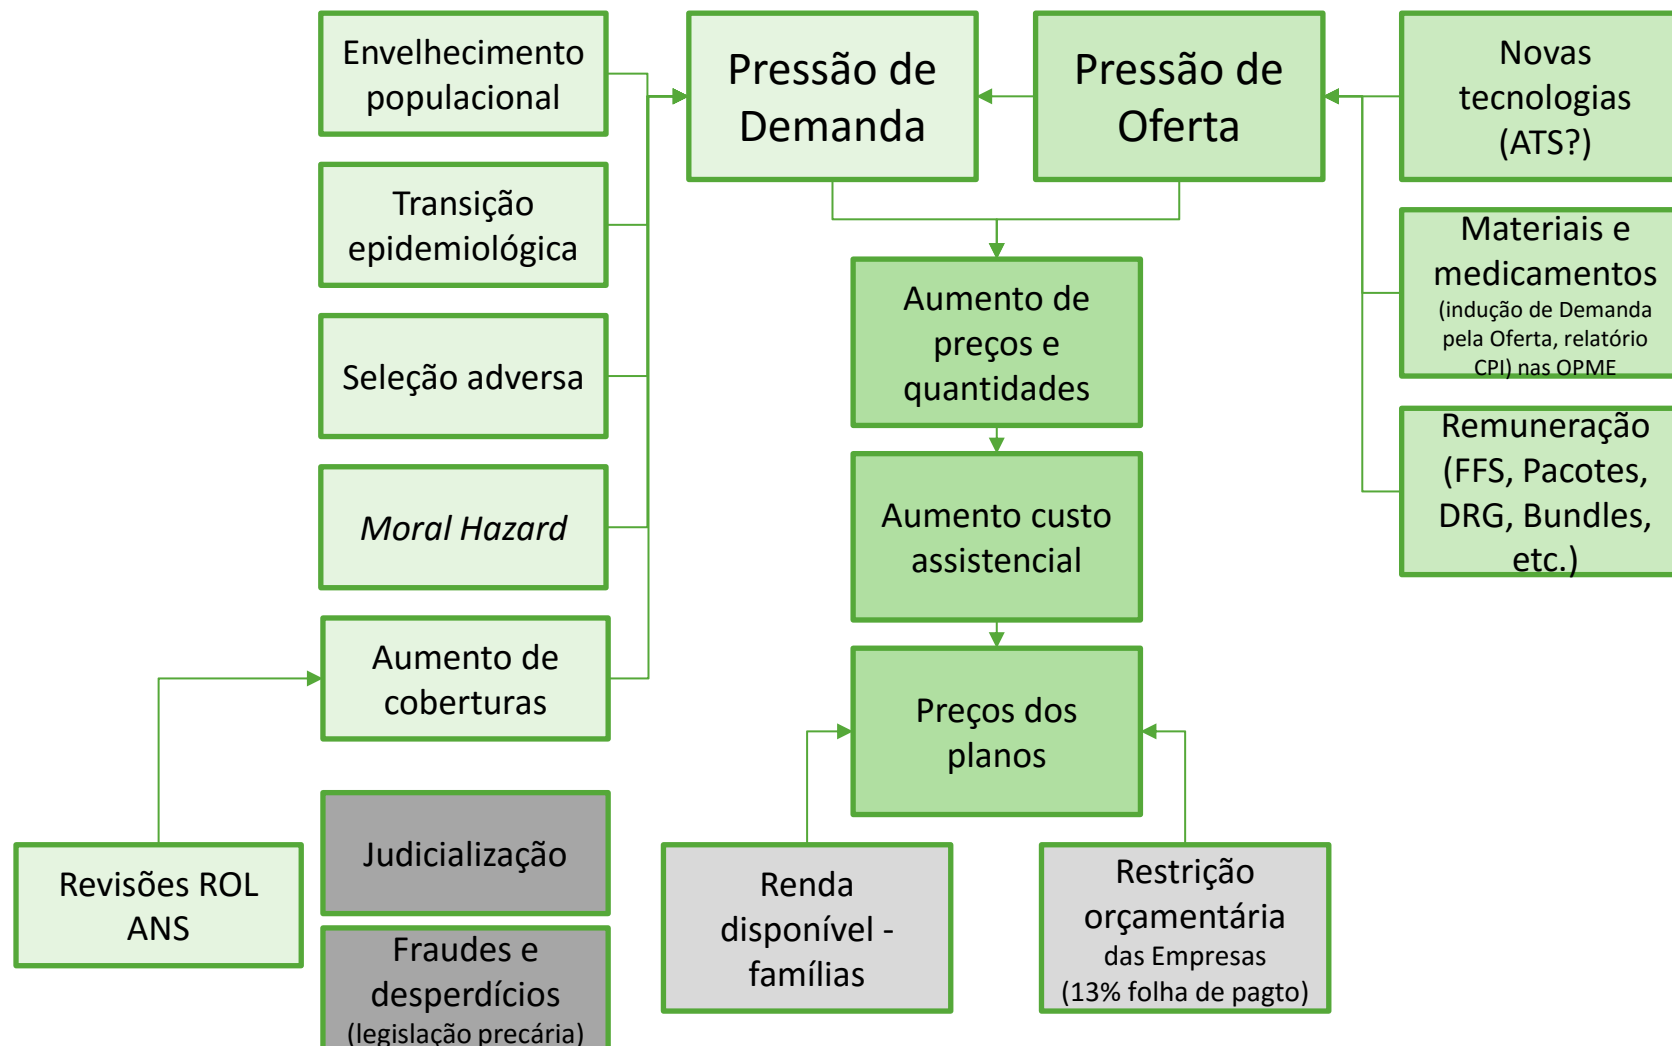 Envelhecimento
populacional
Transição
epidemiológica
Seleção adversa
Moral Hazard
Aumento de
coberturas
Revisões ROL
ANS
Judicialização
Fraudes e
desperdícios
(legislação precária)
Pressão de
Demanda
Pressão de
Oferta
Aumento de
preços e
quantidades
Aumento custo
assistencial
Preços dos
planos
Renda
disponível -
famílias
Restrição
orçamentária
das Empresas
(13% folha de pagto)
Novas
tecnologias
(ATS?)
Materiais e
medicamentos
(indução de Demanda
pela Oferta, relatório
CPI) nas OPME
Remuneração
(FFS, Pacotes,
DRG, Bundles,
etc.)